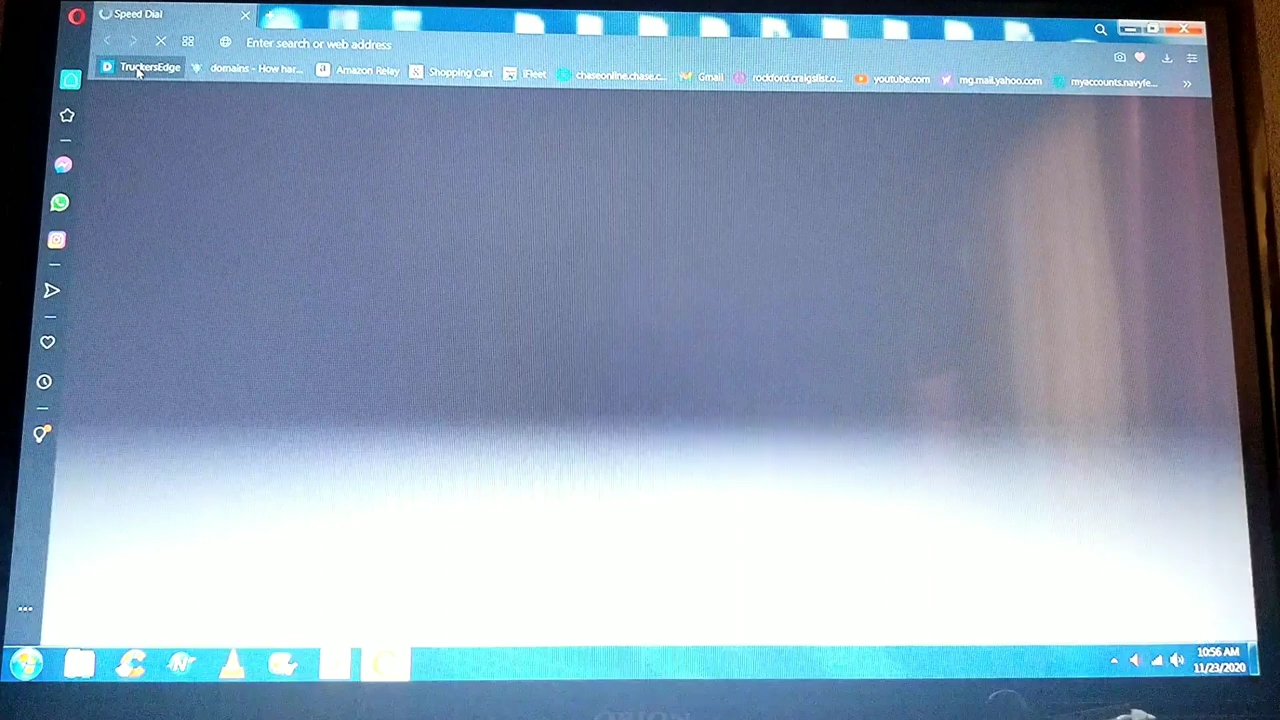 Speed Dial
Enter search or web address
TruckersEdge
domains - How har...
Amazon Relay
Shopping Cart
iFleet
chaseonline.chase.c...
Gmail
rockford.craigslist.o...
youtube.com
mg.mail.yahoo.com
myaccounts.navyfe...
10:56 AM
11/23/2020